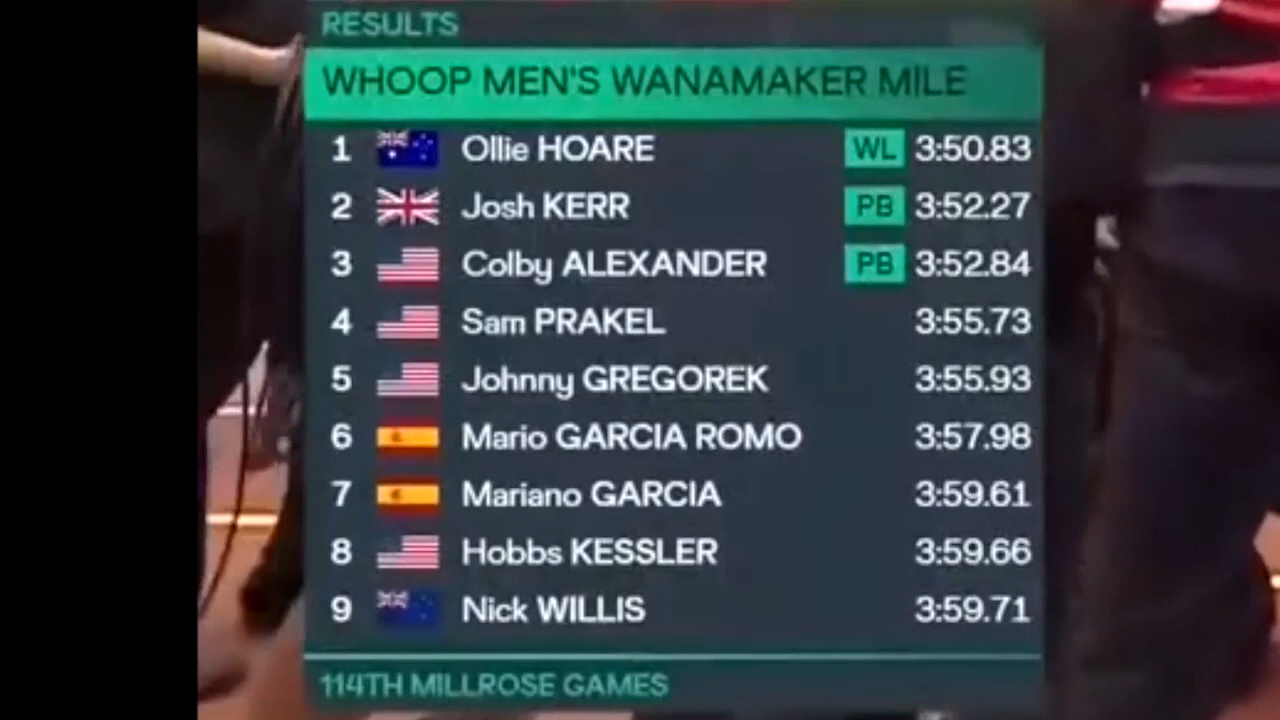 RESULTS
WHOOP MEN'S WANAMAKER MILE
1 Ollie HOARE WL 3:50.83
2 Josh KERR PB 3:52.27
3 Colby ALEXANDER PB 3:52.84
4 Sam PRAKEL 3:55.73
5 Johnny GREGOREK 3:55.93
6 Mario GARCIA ROMO 3:57.98
7 Mariano GARCIA 3:59.61
8 Hobbs KESSLER 3:59.66
9 Nick WILLIS 3:59.71
114TH MILLROSE GAMES